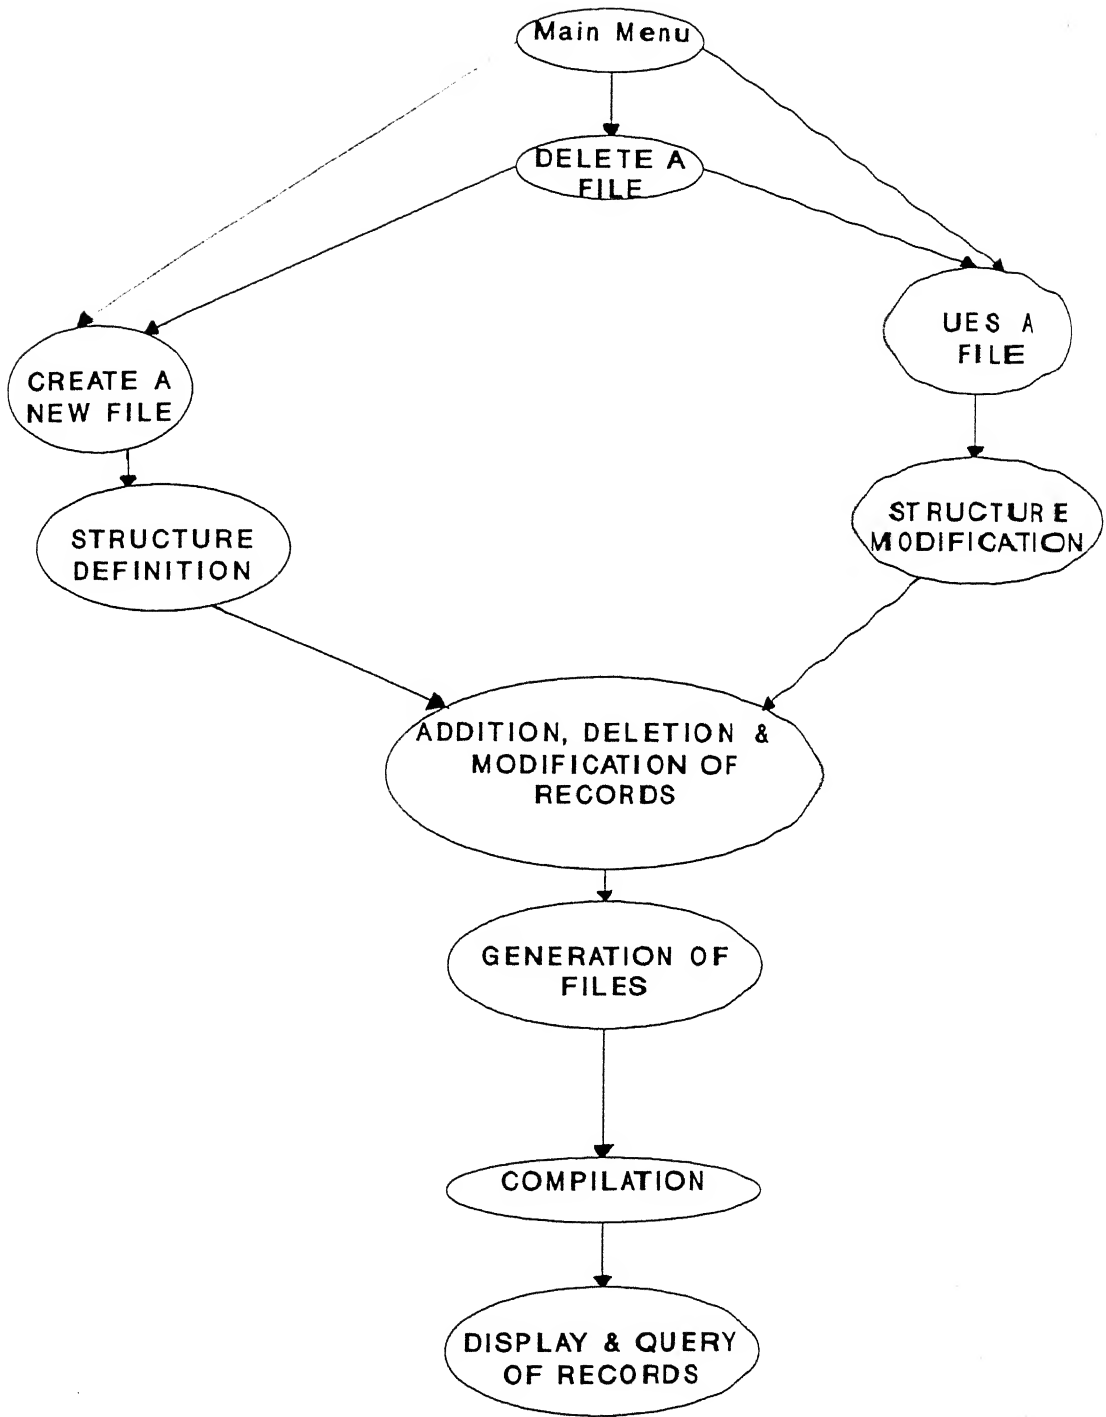 Main Menu
DELETE A
FILE
UES A
FILE
CREATE A
NEW FILE
STRUCTURE
MODIFICATION
STRUCTURE
DEFINITION
ADDITION, DELETION &
MODIFICATION OF
RECORDS
GENERATION OF
FILES
COMPILATION
DISPLAY & QUERY
OF RECORDS